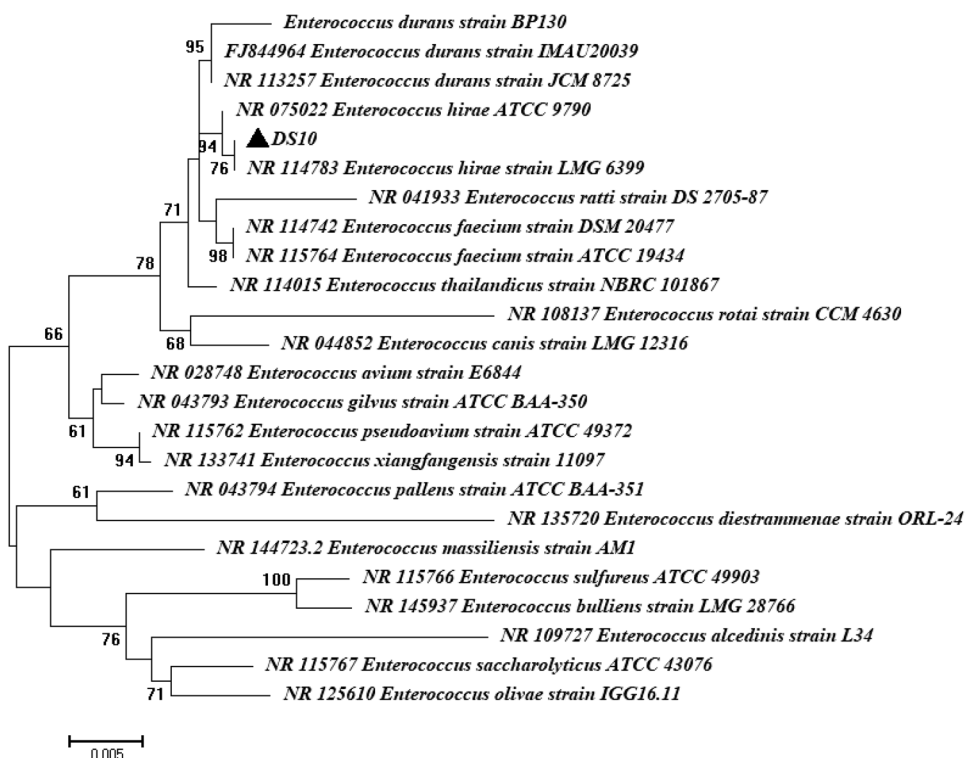 Enterococcus durans strain BP130
95
FJ844964 Enterococcus durans strain IMAU20039
NR 113257 Enterococcus durans strain JCM 8725
NR 075022 Enterococcus hirae ATCC 9790
94
DS10
76
NR 114783 Enterococcus hirae strain LMG 6399
NR 041933 Enterococcus ratti strain DS 2705-87
71
NR 114742 Enterococcus faecium strain DSM 20477
98
NR 115764 Enterococcus faecium strain ATCC 19434
78
NR 114015 Enterococcus thailandicus strain NBRC 101867
NR 108137 Enterococcus rotai strain CCM 4630
66
68
NR 044852 Enterococcus canis strain LMG 12316
NR 028748 Enterococcus avium strain E6844
NR 043793 Enterococcus gilvus strain ATCC BAA-350
61
NR 115762 Enterococcus pseudoavium strain ATCC 49372
94
NR 133741 Enterococcus xiangfangensis strain 11097
61
NR 043794 Enterococcus pallens strain ATCC BAA-351
NR 135720 Enterococcus diestrammenae strain ORL-24
NR 144723.2 Enterococcus massiliensis strain AM1
100
NR 115766 Enterococcus sulfureus ATCC 49903
NR 145937 Enterococcus bulliens strain LMG 28766
76
NR 109727 Enterococcus alcedinis strain L34
NR 115767 Enterococcus saccharolyticus ATCC 43076
71
NR 125610 Enterococcus olivae strain IGG16.11
0.005